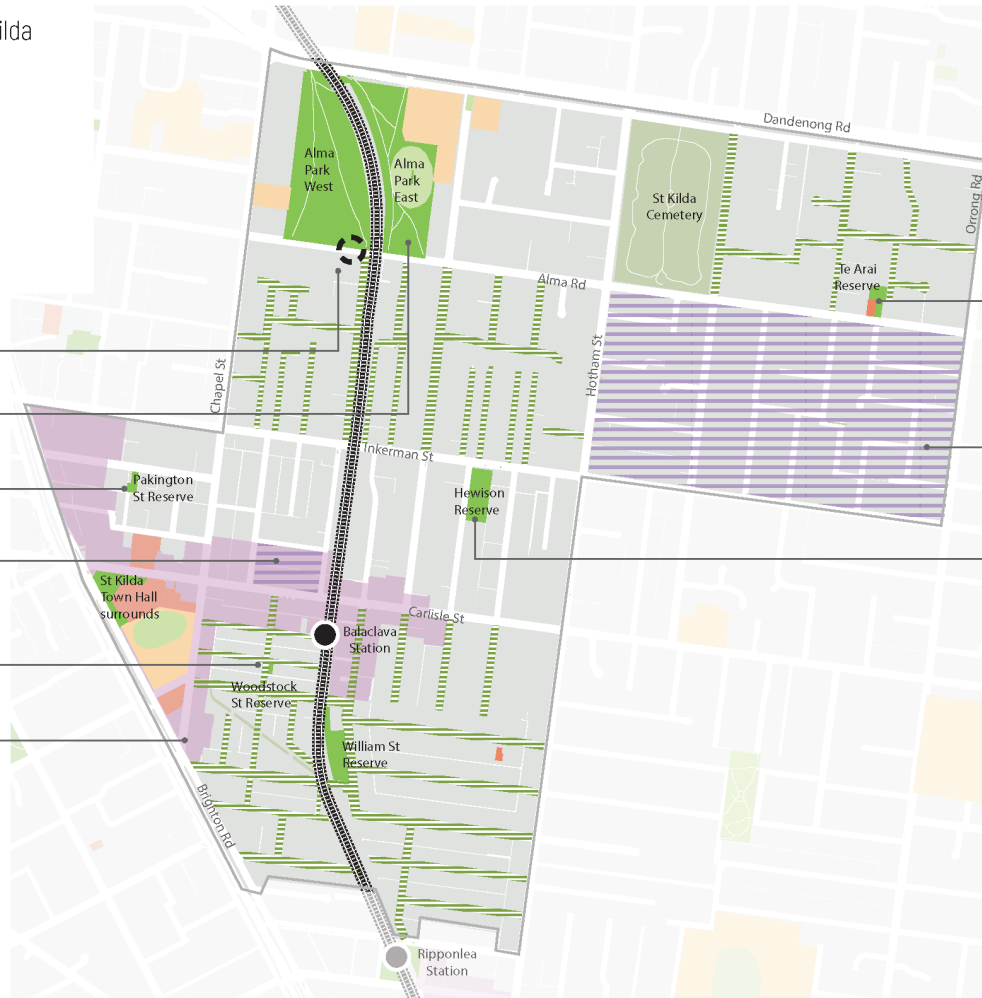 ilda
Dandenong Rd
Alma
Park
West
Alma
Park
East
St Kilda
Cemetery
Orrong Rd
Te Arai
Reserve
Alma Rd
Hotham St
Chapel St
Inkerman St
Pakington
St Reserve
Hewison
Reserve
St Kilda
Town Hall
surrounds
Carlisle St
Balaclava
Station
Woodstock
St Reserve
William St
Reserve
Brighton Rd
Ripponlea
Station